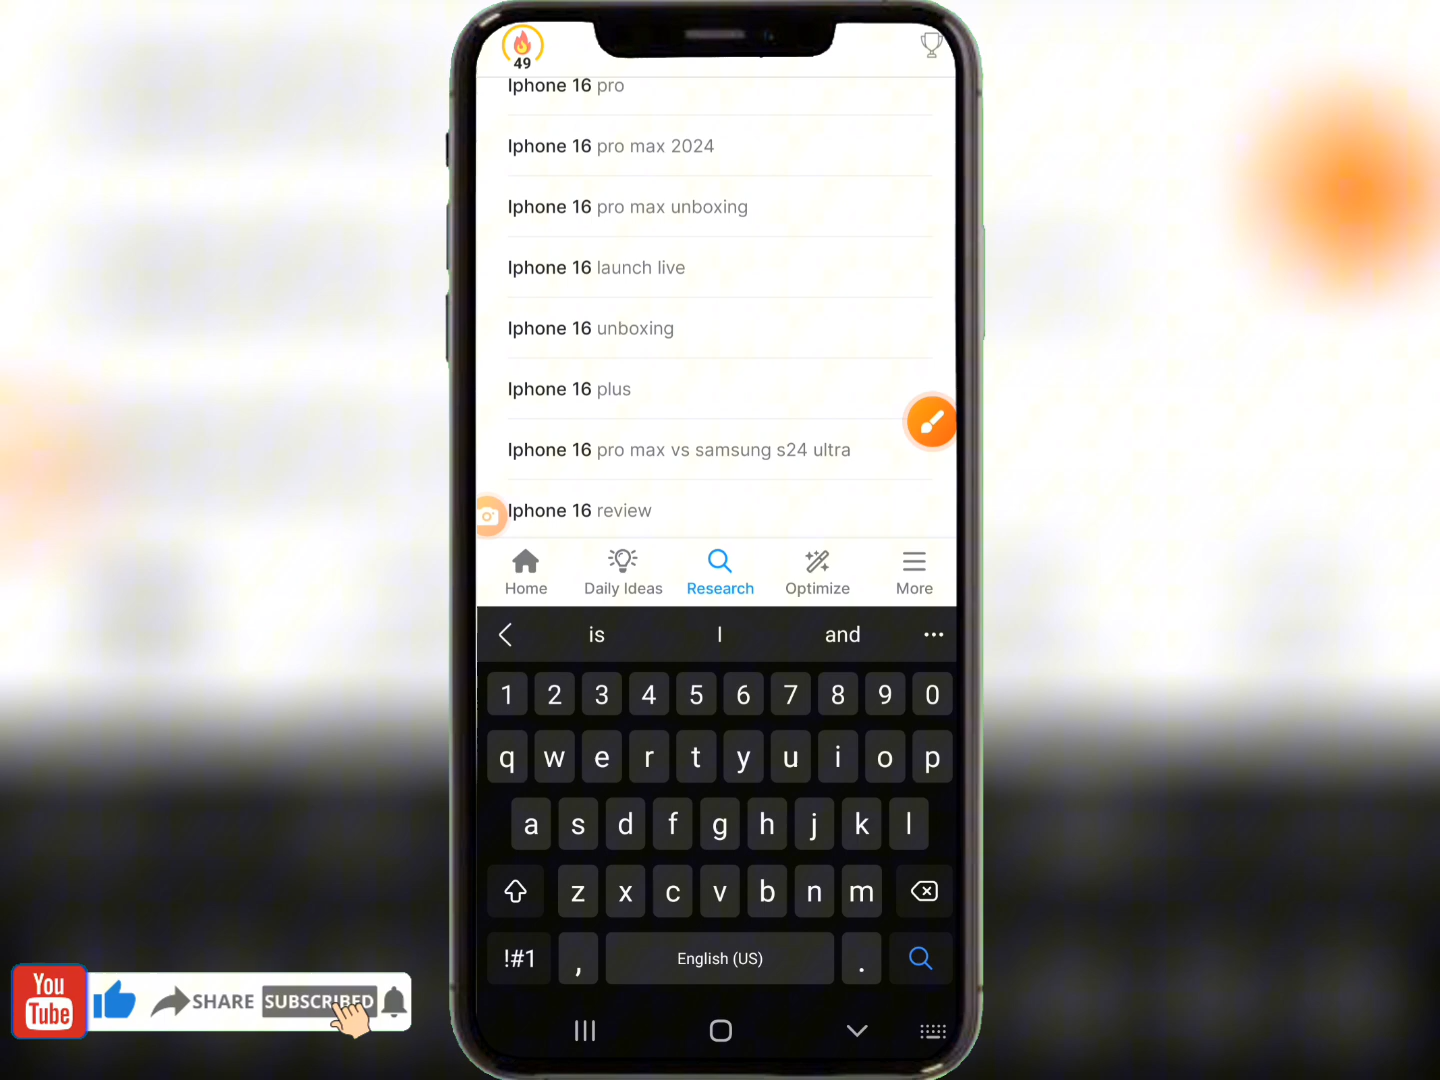 49
Iphone 16 pro
Iphone 16 pro max 2024
Iphone 16 pro max unboxing
Iphone 16 launch live
Iphone 16 unboxing
Iphone 16 plus
Iphone 16 pro max vs samsung s24 ultra
Iphone 16 review
Home Daily Ideas Research Optimize More
is I and
1 2 3 4 5 6 7 8 9 0
q w e r t y u i o p
a s d f g h j k l
z x c v b n m
!#1 , English (US) .
You
Tube
SHARE SUBSCRIBED